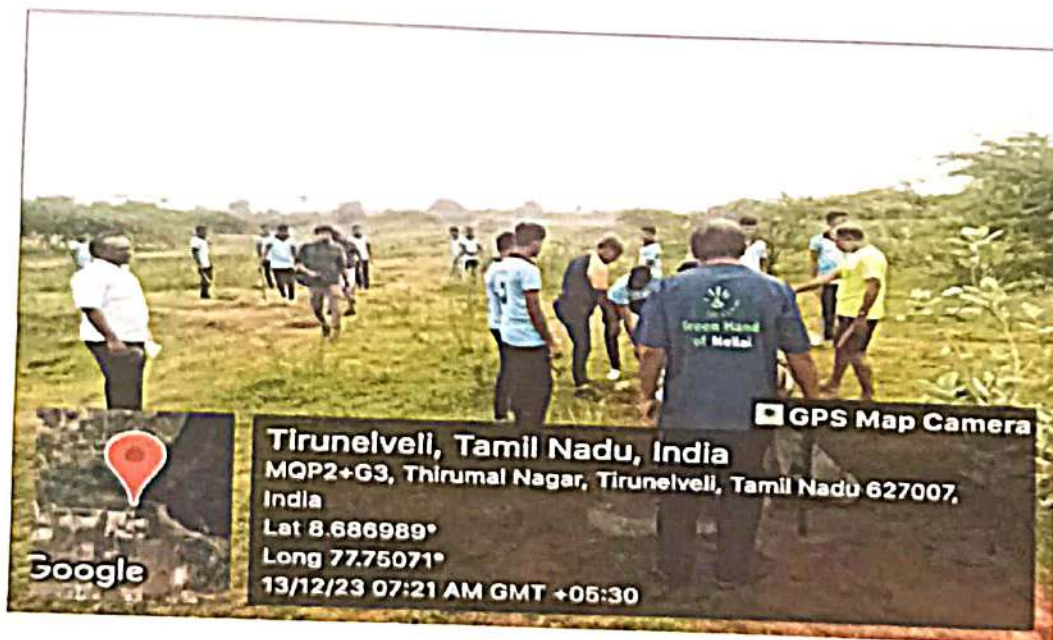 Green Hand
of Nellai
GPS Map Camera
Tirunelveli, Tamil Nadu, India
MQP2+G3, Thirumal Nagar, Tirunelveli, Tamil Nadu 627007,
India
Lat 8.686989°
Long 77.75071°
13/12/23 07:21 AM GMT +05:30
Google